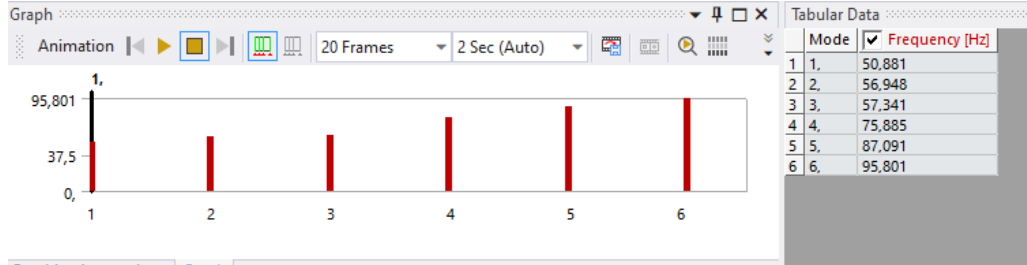 Graph
Animation 20 Frames 2 Sec (Auto)
1,
95,801
37,5
0,
1 2 3 4 5 6
Tabular Data
Mode Frequency [Hz]
1 1, 50,881
2 2, 56,948
3 3, 57,341
4 4, 75,885
5 5, 87,091
6 6, 95,801